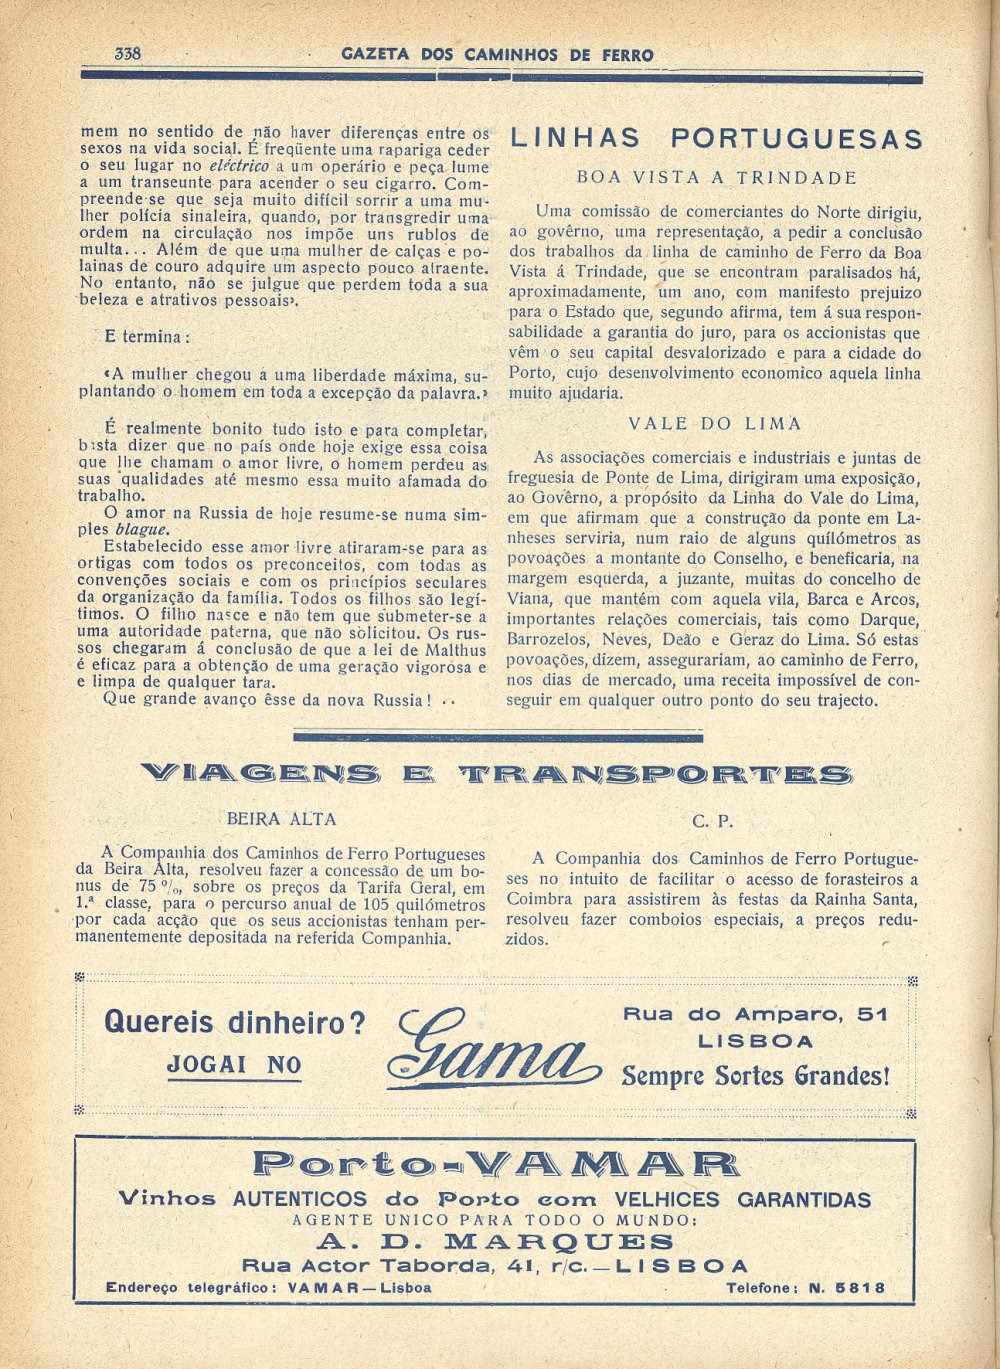 338
GAZETA DOS CAMINHOS DE FERRO
mem no sentido de não haver diferenças entre os
sexos na vida social. É freqüente uma rapariga ceder
o seu lugar no eléctrico a um operário e peça lume
a um transeunte para acender o seu cigarro. Com-
preende-se que seja muito difícil sorrir a uma mu-
lher polícia sinaleira, quando, por transgredir uma
ordem na circulação nos impõe uns rublos de
multa... Além de que uma mulher de calças e po-
lainas de couro adquire um aspecto pouco atraente.
No entanto, não se julgue que perdem toda a sua
beleza e atrativos pessoais».
E termina:
«A mulher chegou a uma liberdade máxima, su-
plantando o homem em toda a excepção da palavra.»
É realmente bonito tudo isto e para completar,
basta dizer que no país onde hoje exige essa coisa
que lhe chamam o amor livre, o homem perdeu as
suas qualidades até mesmo essa muito afamada do
trabalho.
O amor na Russia de hoje resume-se numa sim-
ples blague.
Estabelecido esse amor livre atiraram-se para as
ortigas com todos os preconceitos, com todas as
convenções sociais e com os princípios seculares
da organização da família. Todos os filhos são legí-
timos. O filho nasce e não tem que submeter-se a
uma autoridade paterna, que não solicitou. Os rus-
sos chegaram á conclusão de que a lei de Malthus
é eficaz para a obtenção de uma geração vigorosa e
e limpa de qualquer tara.
Que grande avanço êsse da nova Russia! ..
LINHAS PORTUGUESAS
BOA VISTA A TRINDADE
Uma comissão de comerciantes do Norte dirigiu,
ao govêrno, uma representação, a pedir a conclusão
dos trabalhos da linha de caminho de Ferro da Boa
Vista á Trindade, que se encontram paralisados há,
aproximadamente, um ano, com manifesto prejuizo
para o Estado que, segundo afirma, tem á sua respon-
sabilidade a garantia do juro, para os accionistas que
vêm o seu capital desvalorizado e para a cidade do
Porto, cujo desenvolvimento economico aquela linha
muito ajudaria.
VALE DO LIMA
As associações comerciais e industriais e juntas de
freguesia de Ponte de Lima, dirigiram uma exposição,
ao Govêrno, a propósito da Linha do Vale do Lima,
em que afirmam que a construção da ponte em La-
nheses serviria, num raio de alguns quilómetros as
povoações a montante do Conselho, e beneficaria, na
margem esquerda, a juzante, muitas do concelho de
Viana, que mantém com aquela vila, Barca e Arcos,
importantes relações comerciais, tais como Darque,
Barrozelos, Neves, Deão e Geraz do Lima. Só estas
povoações, dizem, assegurariam, ao caminho de Ferro,
nos dias de mercado, uma receita impossível de con-
seguir em qualquer outro ponto do seu trajecto.
VIAGENS E TRANSPORTES
BEIRA ALTA
A Companhia dos Caminhos de Ferro Portugueses
da Beira Alta, resolveu fazer a concessão de um bo-
nus de 75 %, sobre os preços da Tarifa Geral, em
1.ª classe, para o percurso anual de 105 quilómetros
por cada acção que os seus accionistas tenham per-
manentemente depositada na referida Companhia.
C. P.
A Companhia dos Caminhos de Ferro Portugue-
ses no intuito de facilitar o acesso de forasteiros a
Coimbra para assistirem às festas da Rainha Santa,
resolveu fazer comboios especiais, a preços redu-
zidos.
Quereis dinheiro?
JOGAI NO
Gama
Rua do Amparo, 51
LISBOA
Sempre Sortes Grandes!
Porto-VAMAR
Vinhos AUTENTICOS do Porto com VELHICES GARANTIDAS
AGENTE UNICO PARA TODO O MUNDO:
A. D. MARQUES
Rua Actor Taborda, 41, r/c. — LISBOA
Endereço telegráfico: VAMAR — Lisboa
Telefone: N. 5818